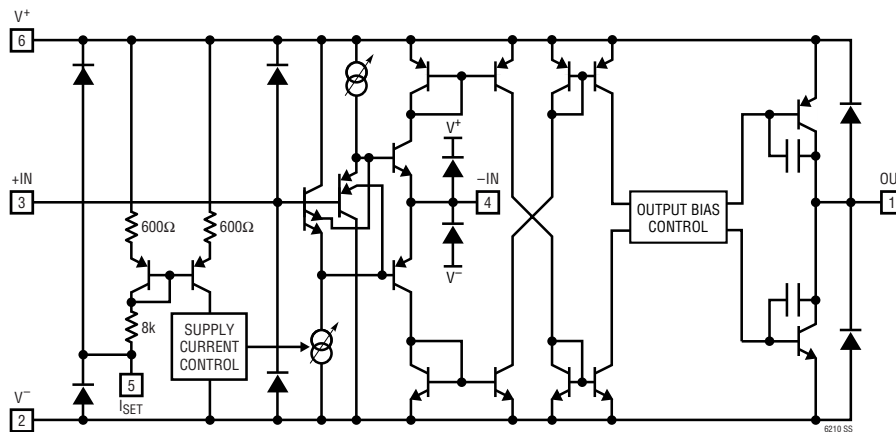 V+
6
+IN
3
600Ω
600Ω
8k
5
ISET
SUPPLY
CURRENT
CONTROL
V−
2
V+
−IN
4
V−
OUTPUT BIAS
CONTROL
OUT
1
6210 SS